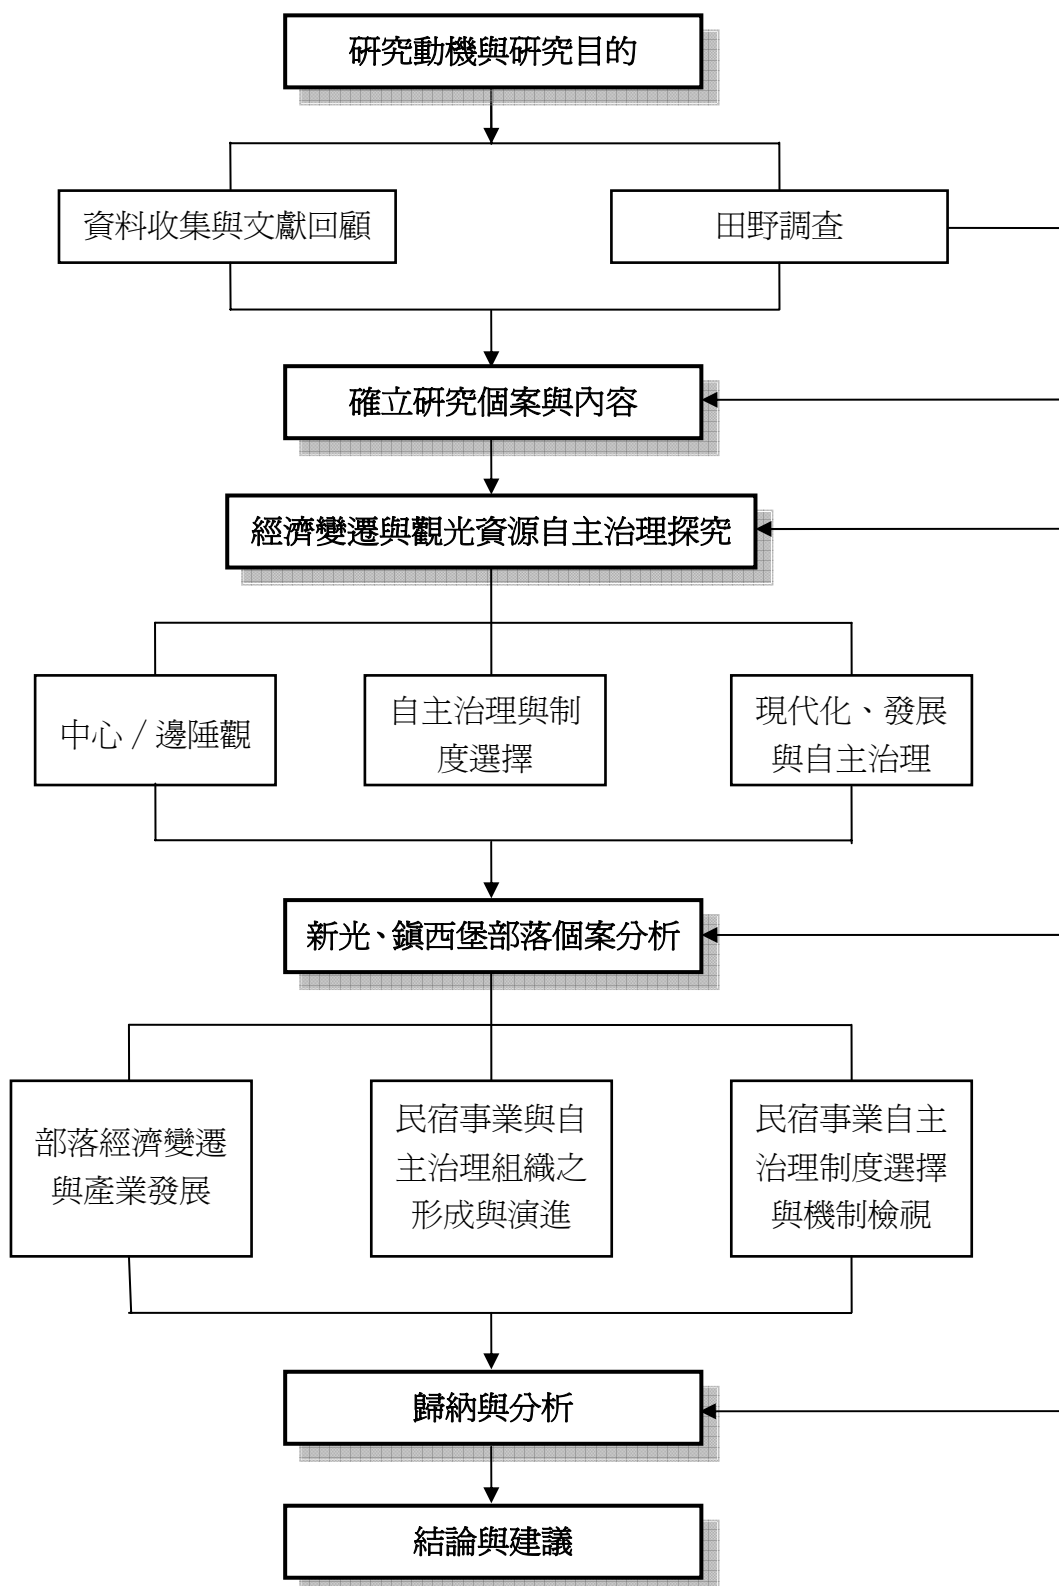 研究動機與研究目的
資料收集與文獻回顧
田野調查
確立研究個案與內容
經濟變遷與觀光資源自主治理探究
中心／邊陲觀
自主治理與制
度選擇
現代化、發展
與自主治理
新光、鎮西堡部落個案分析
部落經濟變遷
與產業發展
民宿事業與自
主治理組織之
形成與演進
民宿事業自主
治理制度選擇
與機制檢視
歸納與分析
結論與建議